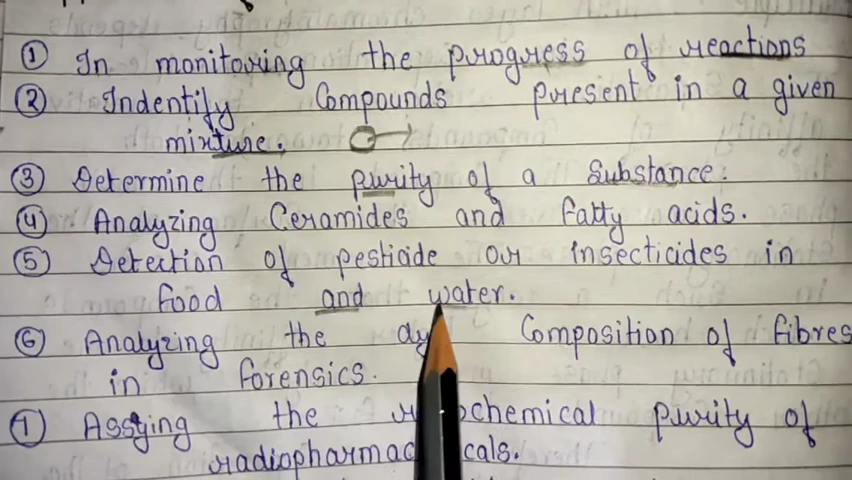 ① In monitoring the progress of reactions
② Indentify Compounds present in a given
mixture.
③ Determine the purity of a Substance.
④ Analyzing Ceramides and fatty acids.
⑤ Detection of pesticide or insecticides in
food and water.
⑥ Analyzing the Composition of fibres
in forensics.
⑦ Assying the purity of